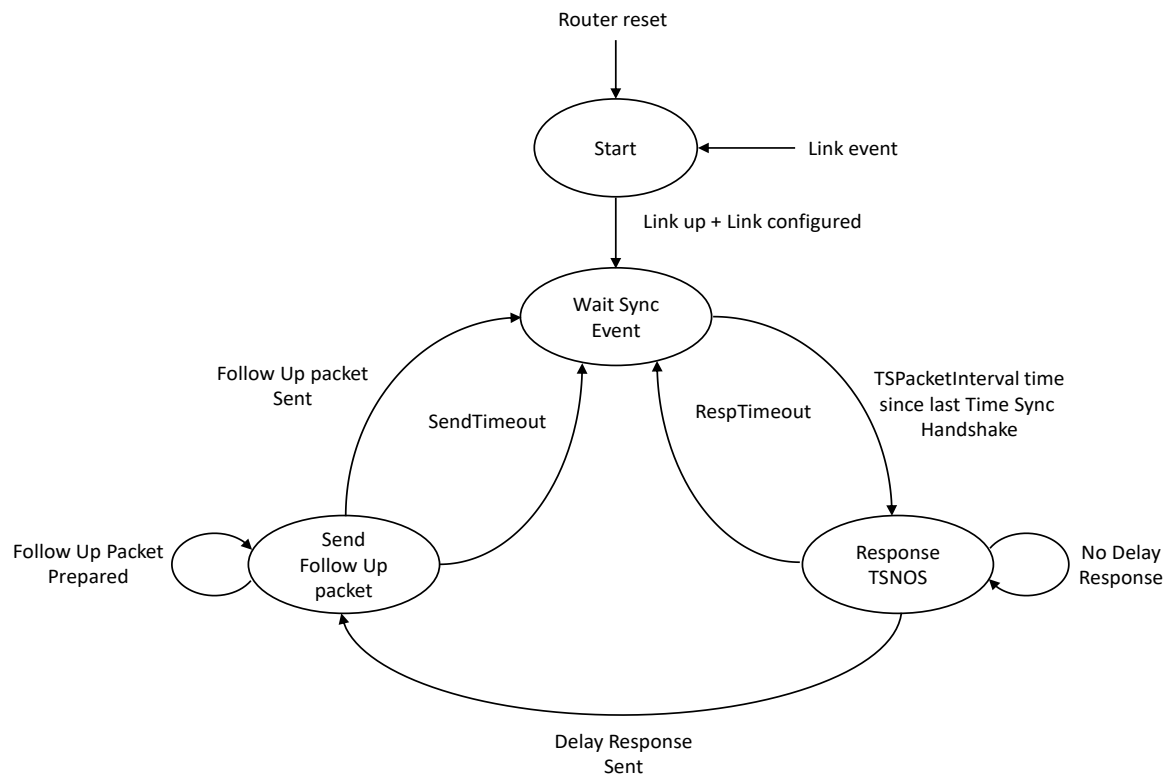 Router reset
Start
Link event
Link up + Link configured
Wait Sync
Event
Follow Up packet
Sent
SendTimeout
RespTimeout
TSPacketInterval time
since last Time Sync
Handshake
Follow Up Packet
Prepared
Send
Follow Up
packet
Response
TSNOS
No Delay
Response
Delay Response
Sent